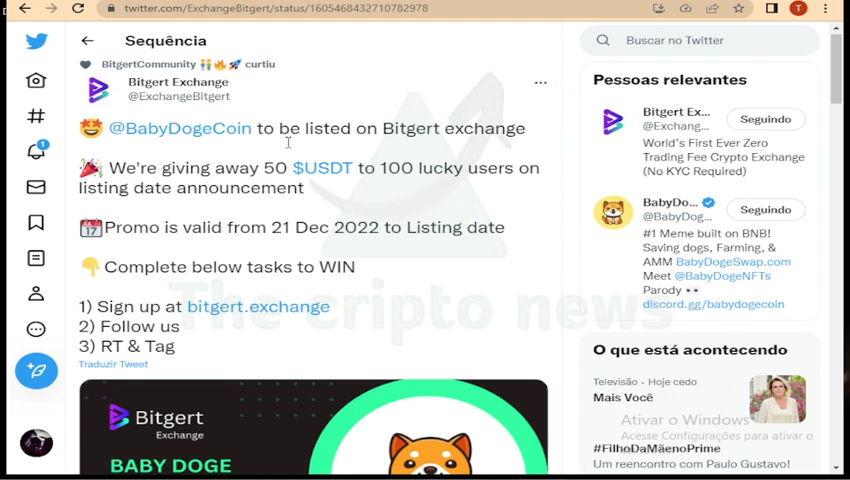 twitter.com/ExchangeBitgert/status/1605468432710782978
T
Sequência
Buscar no Twitter
BitgertCommunity curtiu
Bitgert Exchange
@ExchangeBitgert
@BabyDogeCoin to be listed on Bitgert exchange
We're giving away 50 $USDT to 100 lucky users on
listing date announcement
17 Promo is valid from 21 Dec 2022 to Listing date
Complete below tasks to WIN
1) Sign up at bitgert.exchange
2) Follow us
3) RT & Tag
Traduzir Tweet
Bitgert
Exchange
BABY DOGE
1
The cripto news
Pessoas relevantes
Bitgert Ex...
@Exchang...
Seguindo
World's First Ever Zero
Trading Fee Crypto Exchange
(No KYC Required)
BabyDo...
@BabyDog...
Seguindo
#1 Meme built on BNB!
Saving dogs, Farming, &
AMM BabyDogeSwap.com
Meet @BabyDogeNFTs
Parody
discord.gg/babydogecoin
O que está acontecendo
Televisão · Hoje cedo
Mais Você
Ativar o Windows
Acesse Configurações para ativar o
#FilhoDaMãeNoPrime
Um reencontro com Paulo Gustavo!